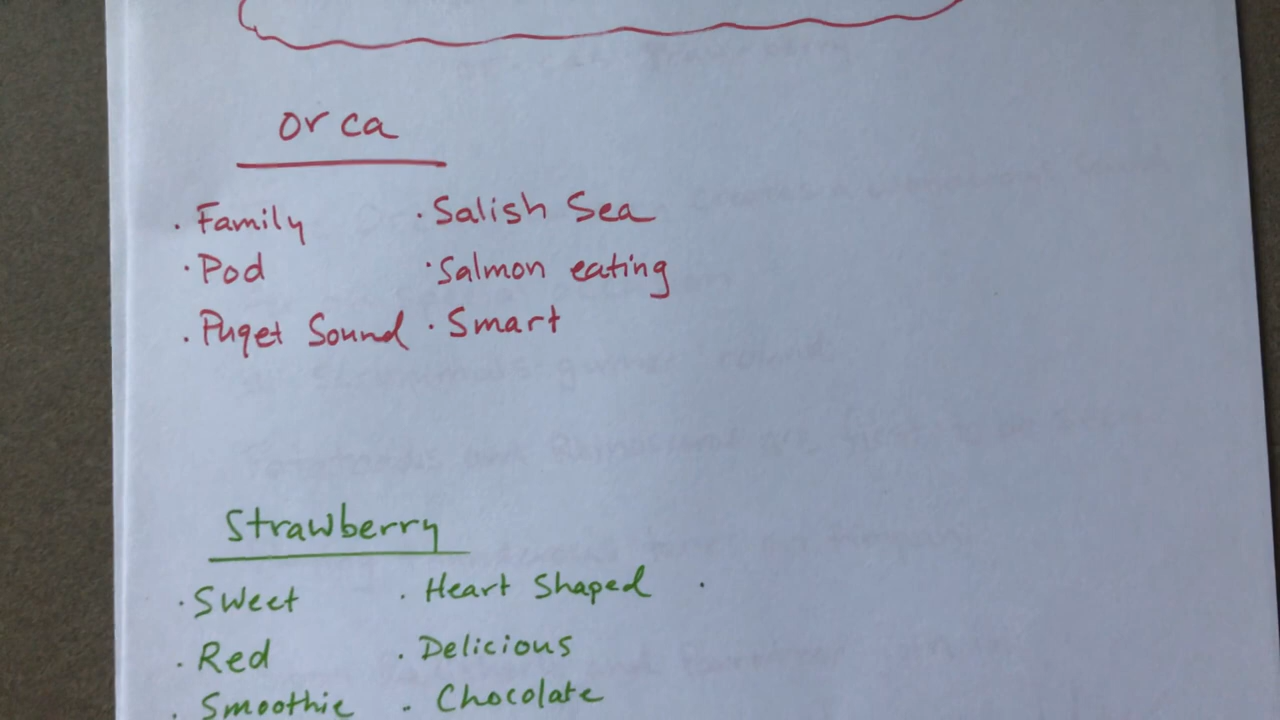 orca
· Family · Salish Sea
· Pod · Salmon eating
· Puget Sound · Smart
Strawberry
· Sweet · Heart Shaped ·
· Red · Delicious
· Smoothie · Chocolate